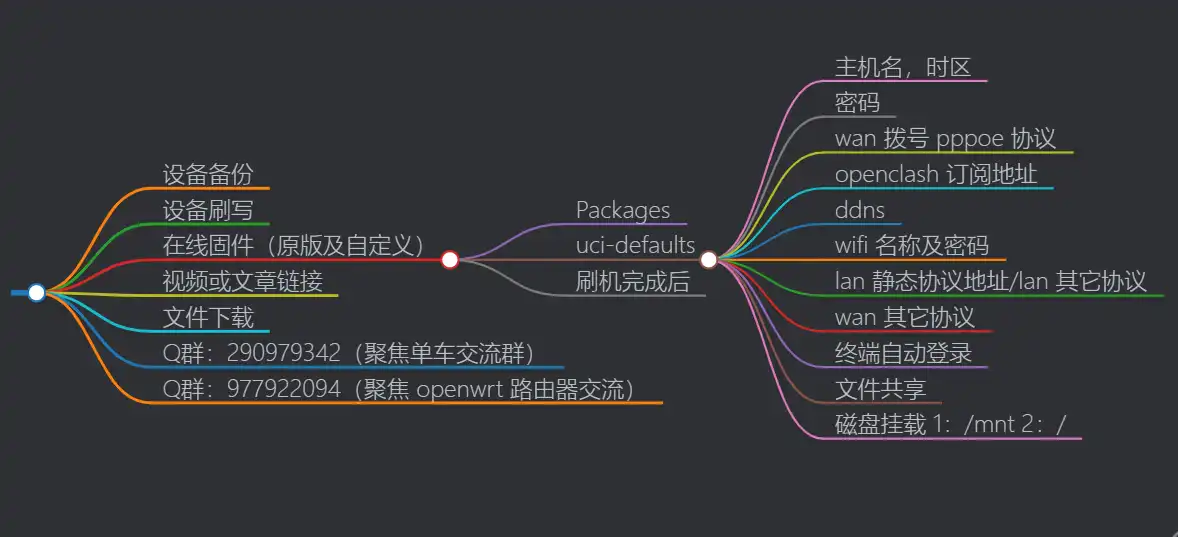 设备备份
设备刷写
在线固件（原版及自定义）
视频或文章链接
文件下载
Q群：290979342（聚焦单车交流群）
Q群：977922094（聚焦 openwrt 路由器交流）
Packages
uci-defaults
刷机完成后
主机名，时区
密码
wan 拨号 pppoe 协议
openclash 订阅地址
ddns
wifi 名称及密码
lan 静态协议地址/lan 其它协议
wan 其它协议
终端自动登录
文件共享
磁盘挂载 1：/mnt 2：/